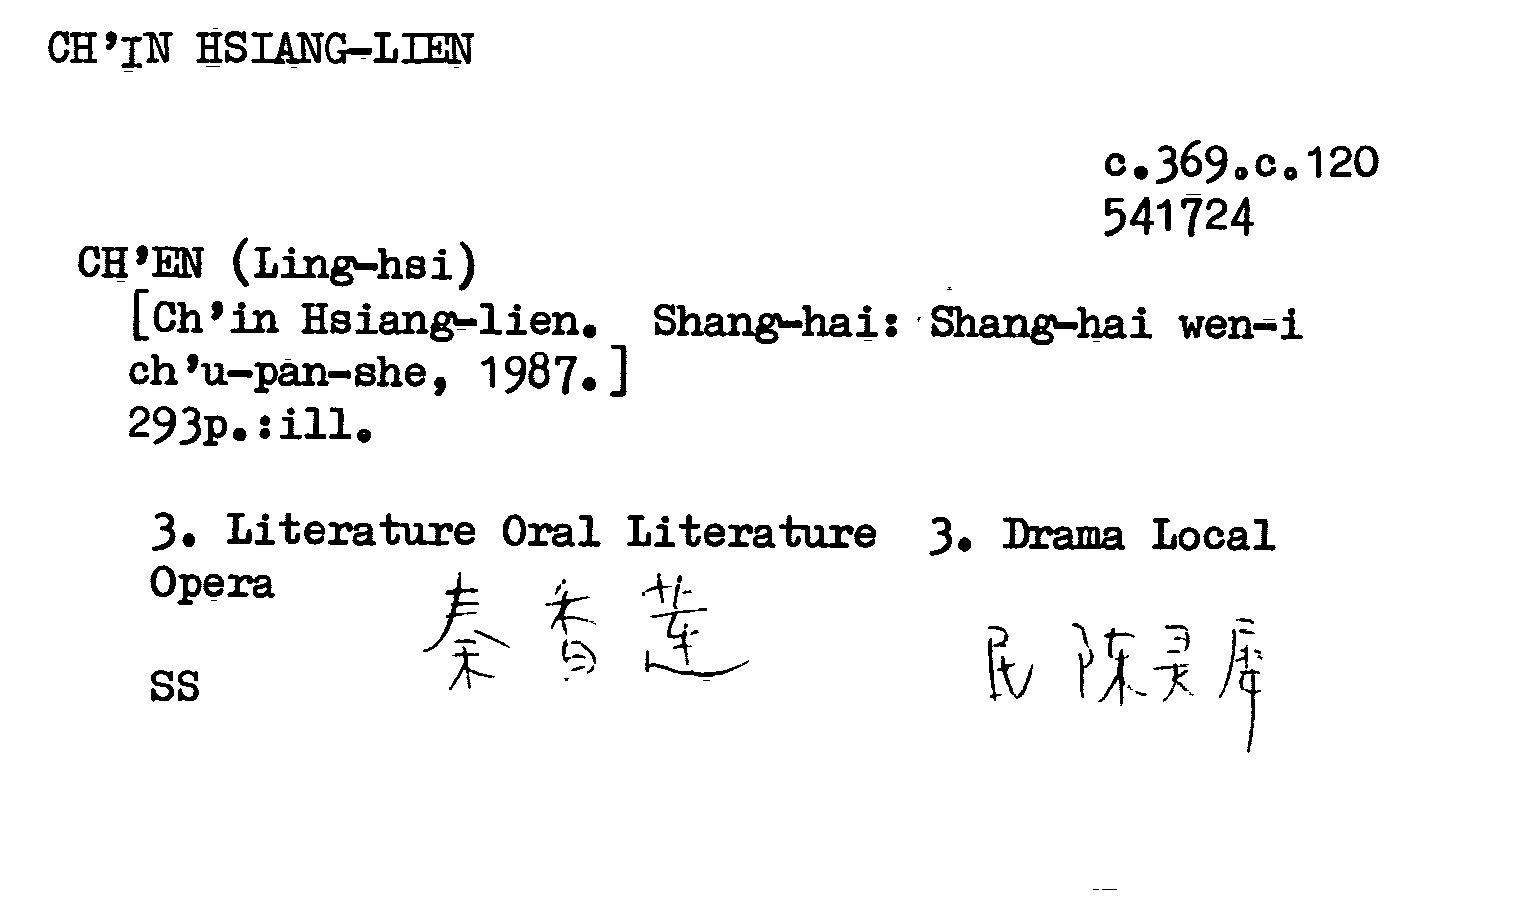 CH'IN HSIANG-LIEN
c.369.c.120
541724
CH'EN (Ling-hsi)
[Ch'in Hsiang-lien. Shang-hai: Shang-hai wen-i
ch'u-pan-she, 1987.]
293p.:ill.
3. Literature Oral Literature 3. Drama Local
Opera
秦香莲
民 陈灵犀
SS